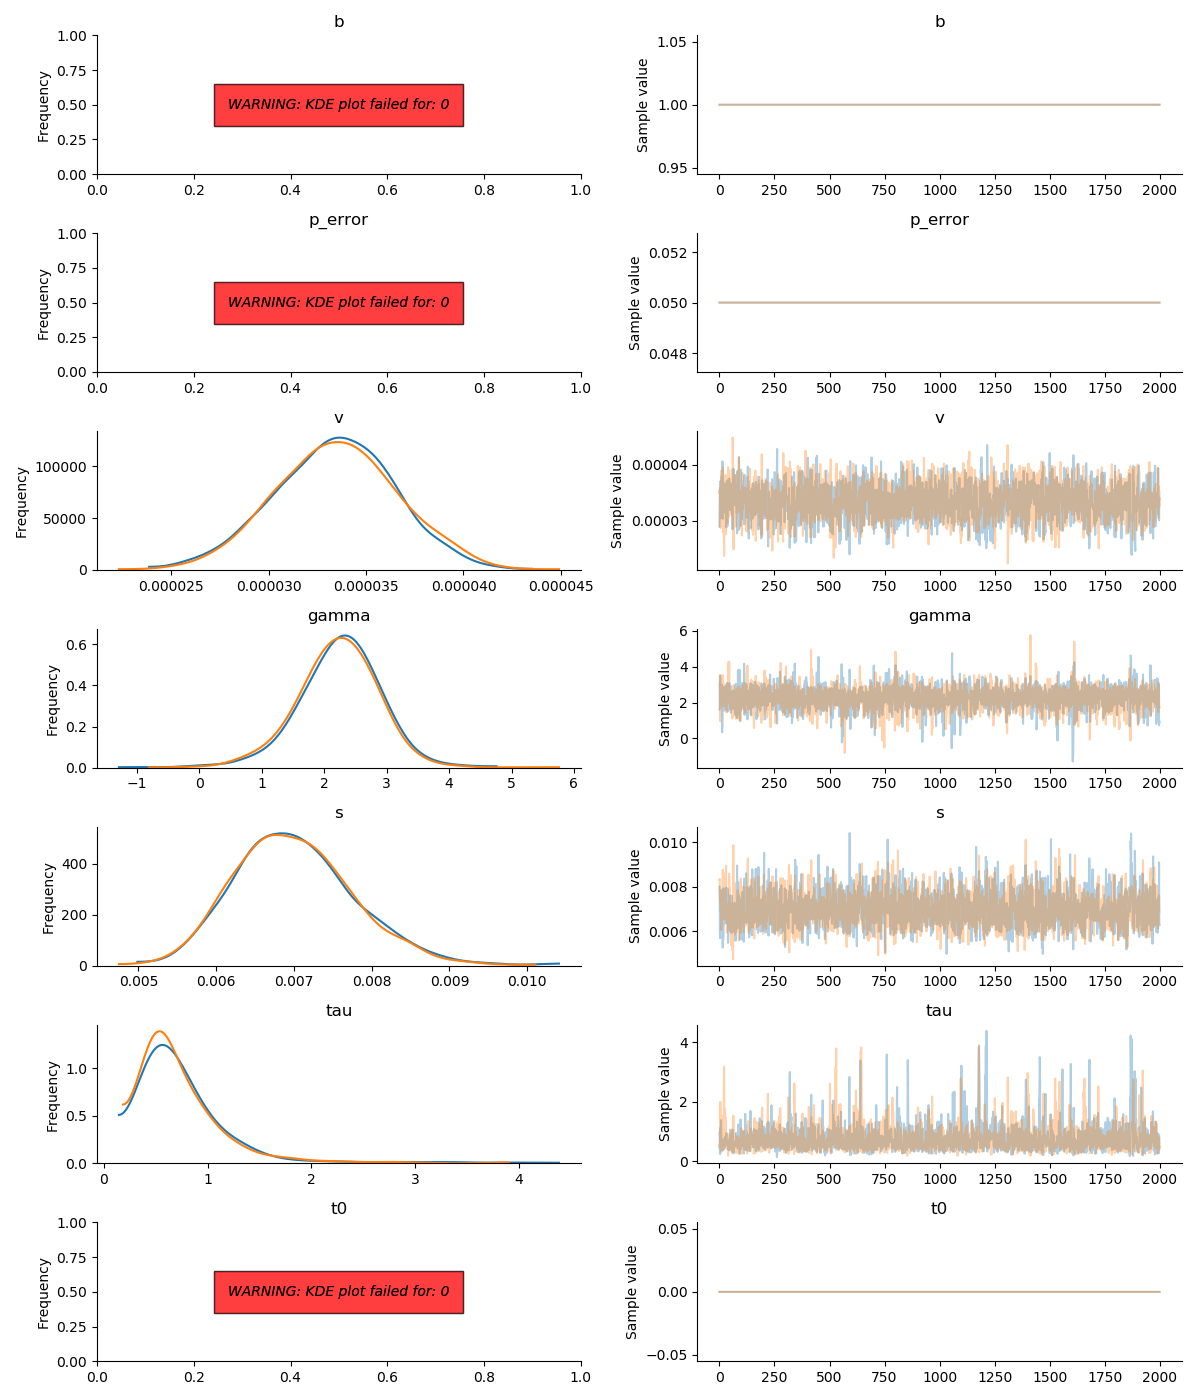 b
1.00
0.75
0.50
0.25
0.00
Frequency
WARNING: KDE plot failed for: 0
0.0 0.2 0.4 0.6 0.8 1.0
b
1.05
1.00
0.95
Sample value
0 250 500 750 1000 1250 1500 1750 2000
p_error
1.00
0.75
0.50
0.25
0.00
Frequency
WARNING: KDE plot failed for: 0
0.0 0.2 0.4 0.6 0.8 1.0
p_error
0.052
0.050
0.048
Sample value
0 250 500 750 1000 1250 1500 1750 2000
v
100000
50000
0
Frequency
0.000025 0.000030 0.000035 0.000040 0.000045
v
0.00004
0.00003
Sample value
0 250 500 750 1000 1250 1500 1750 2000
gamma
0.6
0.4
0.2
0.0
Frequency
−1 0 1 2 3 4 5 6
gamma
6
4
2
0
Sample value
0 250 500 750 1000 1250 1500 1750 2000
s
400
200
0
Frequency
0.005 0.006 0.007 0.008 0.009 0.010
s
0.010
0.008
0.006
Sample value
0 250 500 750 1000 1250 1500 1750 2000
tau
1.0
0.5
0.0
Frequency
0 1 2 3 4
tau
4
2
0
Sample value
0 250 500 750 1000 1250 1500 1750 2000
t0
1.00
0.75
0.50
0.25
0.00
Frequency
WARNING: KDE plot failed for: 0
0.0 0.2 0.4 0.6 0.8 1.0
t0
0.05
0.00
−0.05
Sample value
0 250 500 750 1000 1250 1500 1750 2000